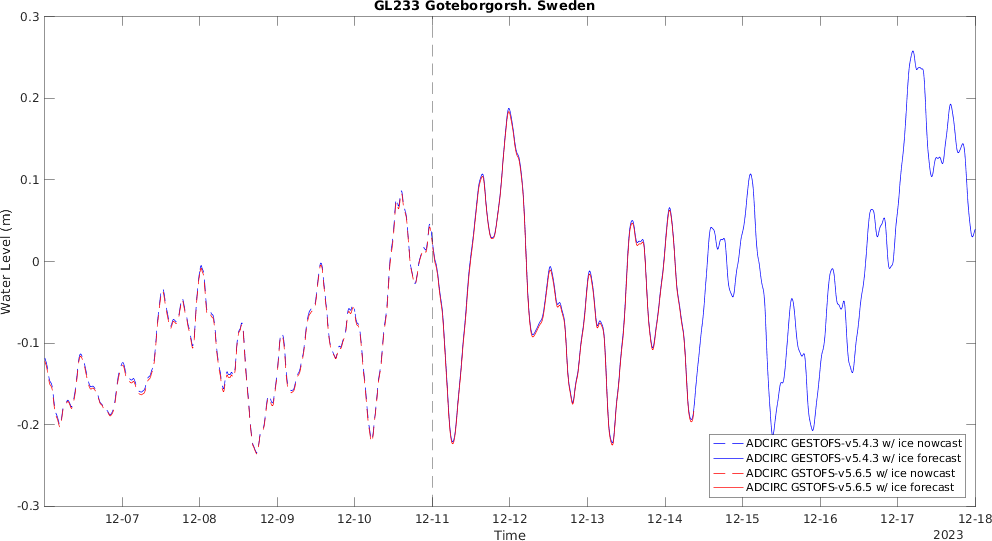 GL233 Goteborgorsh. Sweden
Water Level (m)
0.3
0.2
0.1
0
-0.1
-0.2
-0.3
12-07
12-08
12-09
12-10
12-11
12-12
12-13
12-14
12-15
12-16
12-17
12-18
Time
2023
ADCIRC GESTOFS-v5.4.3 w/ ice nowcast
ADCIRC GESTOFS-v5.4.3 w/ ice forecast
ADCIRC GSTOFS-v5.6.5 w/ ice nowcast
ADCIRC GSTOFS-v5.6.5 w/ ice forecast